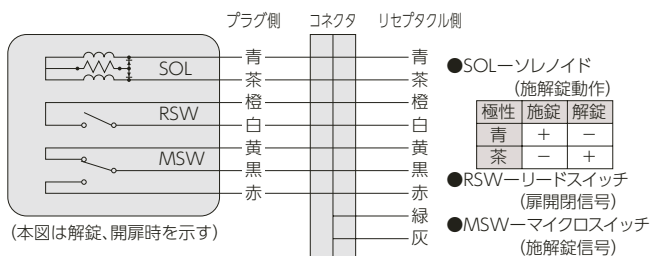 プラグ側 コネクタ リセプタクル側
SOL
RSW
MSW
青 青
茶 茶
橙 橙
白 白
黄 黄
黒 黒
赤 赤
緑
灰
(本図は解錠、開扉時を示す)
●SOLーソレノイド
(施解錠動作)
極性 施錠 解錠
青 + −
茶 − +
●RSWーリードスイッチ
(扉開閉信号)
●MSWーマイクロスイッチ
(施解錠信号)